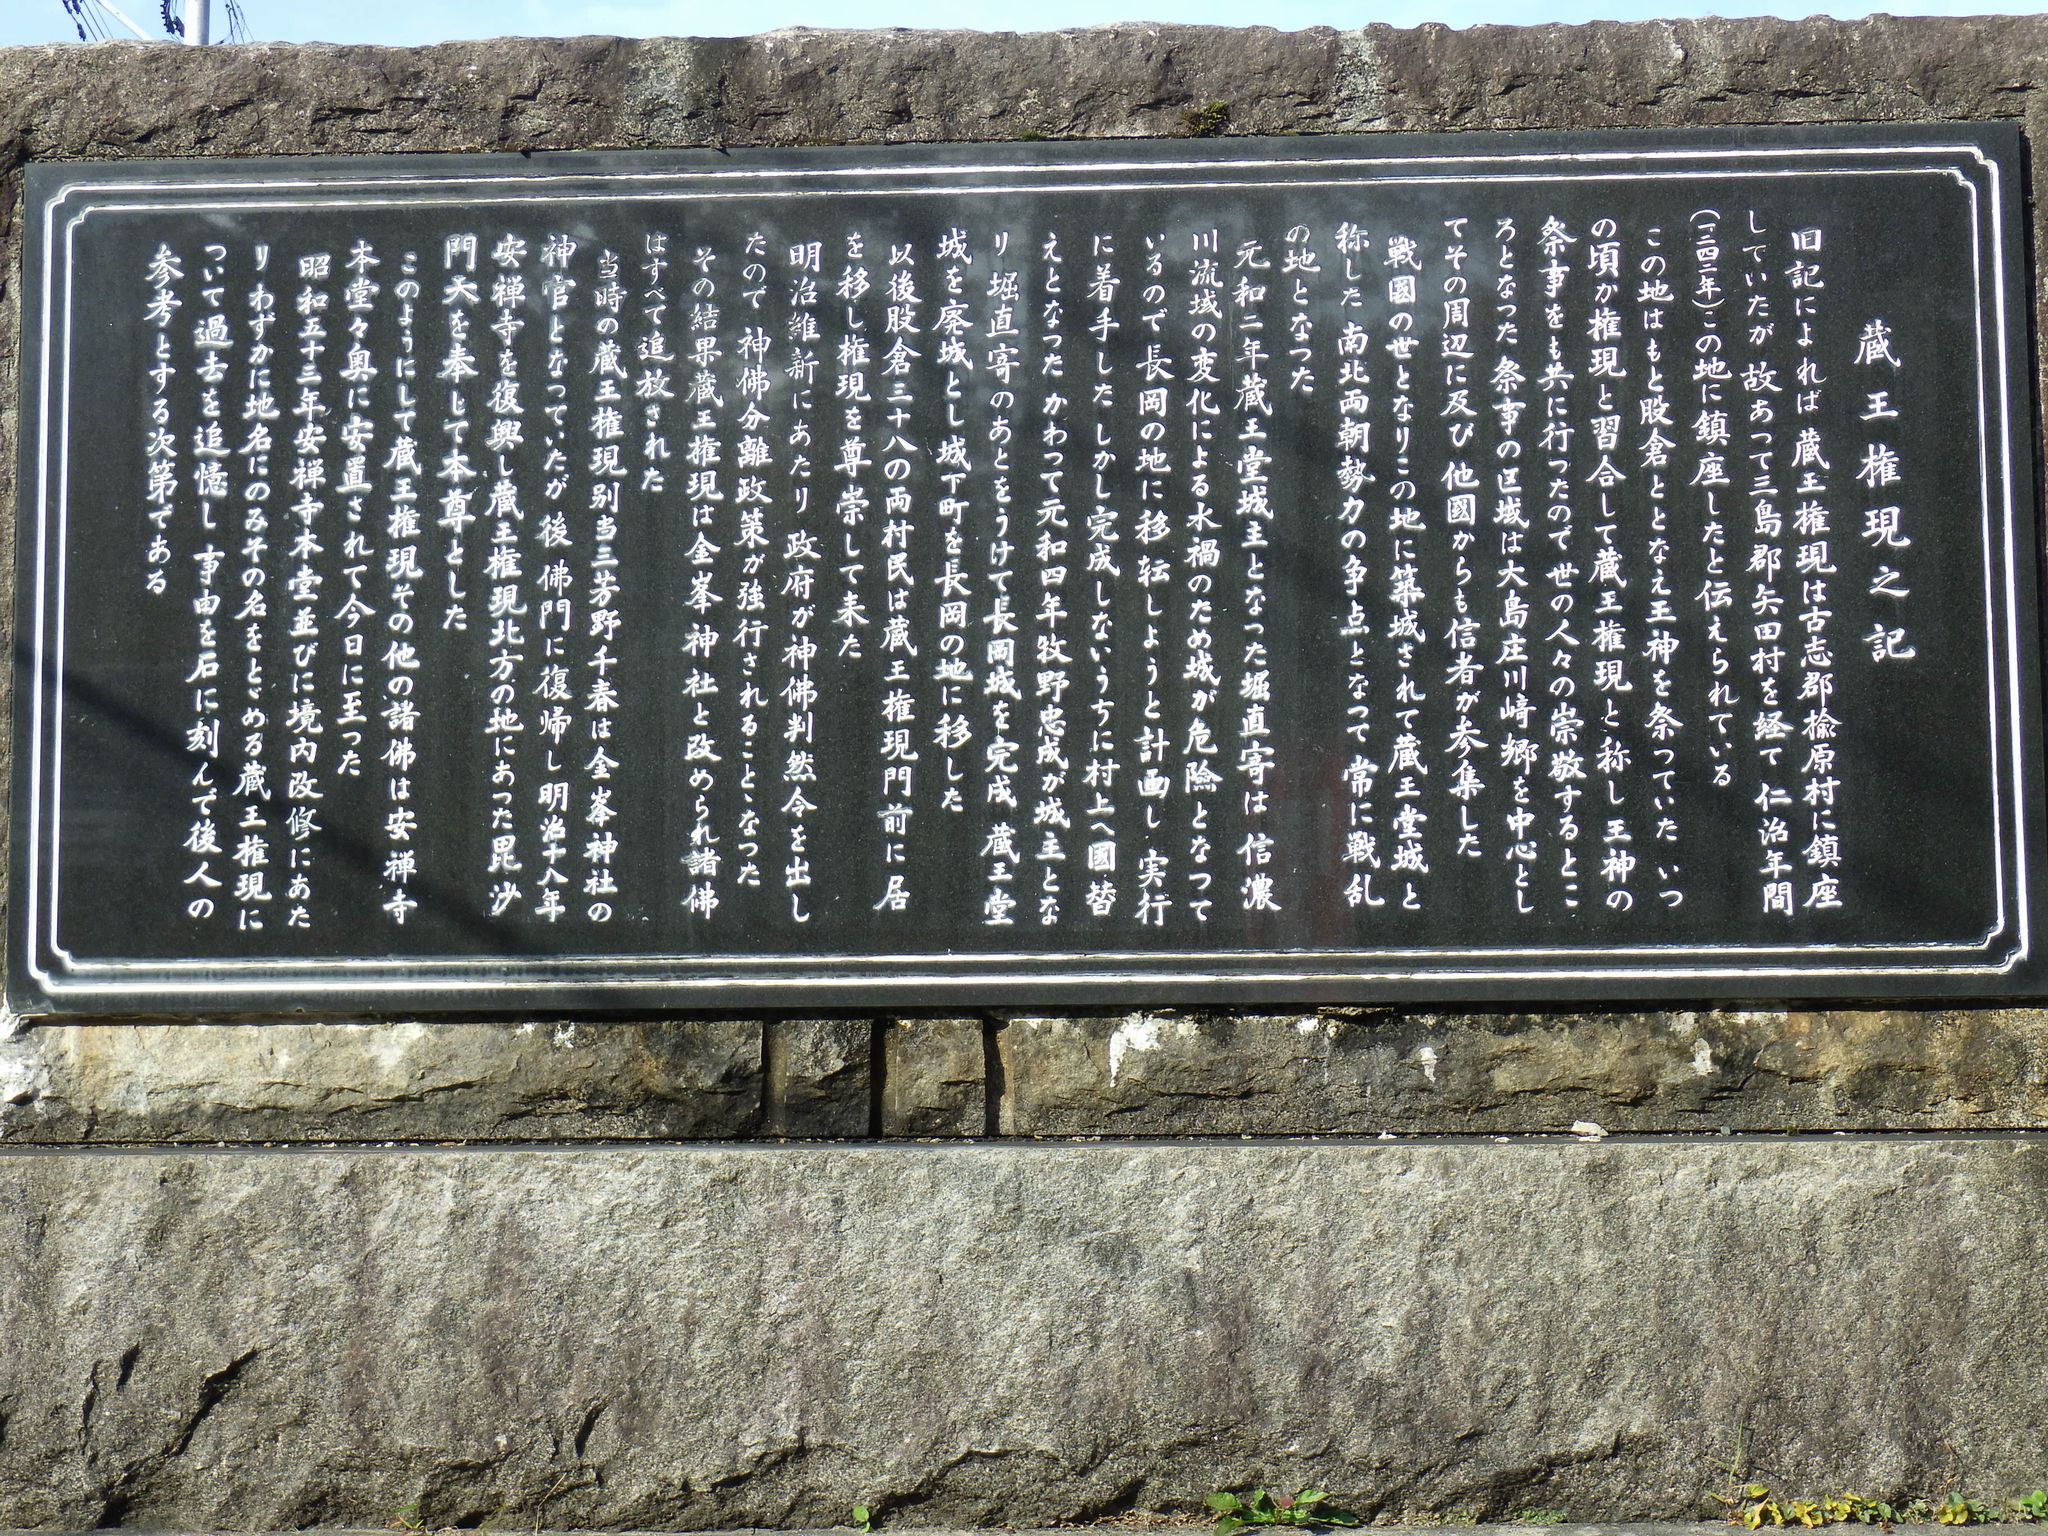 蔵王権現之記
旧記によれば蔵王権現は古志郡楡原村に鎮座
していたが故あって三島郡矢田村を経て仁治年間
(一二四二年)この地に鎮座したと伝えられている
この地はもと股倉ととなえ王神を祭っていた いつ
の頃か権現と習合して蔵王権現と称し王神の
祭事をも共に行ったので世の人々の崇敬するとこ
ろとなった祭事の区域は大島庄川﨑郷を中心とし
てその周辺に及び他國からも信者が参集した
戦國の世となりこの地に築城されて蔵王堂城と
称した南北両朝勢力の争点となって常に戦乱
の地となった
元和二年蔵王堂城主となった堀直寄は信濃
川流域の変化による水禍のため城が危険となって
いるので長岡の地に移転しようと計画し実行
に着手した しかし完成しないうちに村上へ國替
えとなった かわって元和四年牧野忠成が城主とな
り堀直寄のあとをうけて長岡城を完成 蔵王堂
城を廃城とし城下町を長岡の地に移した
以後股倉三十八の両村民は蔵王権現門前に居
を移し権現を尊崇して来た
明治維新にあたり政府が神佛判然令を出し
たので 神佛分離政策が強行されることゝなった
その結果蔵王権現は金峯神社と改められ諸佛
はすべて追放された
当時の蔵王権現別当三芳野千春は金峯神社の
神官となっていたが後佛門に復帰し明治十八年
安禅寺を復興し蔵王権現北方の地にあった毘沙
門天を奉じて本尊とした
このようにして蔵王権現その他の諸佛は安禅寺
本堂々奥に安置されて今日に至った
昭和五十三年安禅寺本堂並びに境内改修にあた
りわずかに地名にのみその名をとゞめる蔵王権現に
ついて過去を追憶し事由を石に刻んで後人の
参考とする次第である